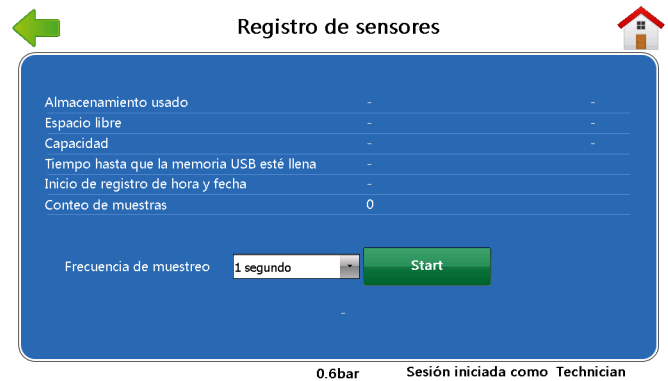 Registro de sensores
Almacenamiento usado - -
Espacio libre - -
Capacidad - -
Tiempo hasta que la memoria USB esté llena -
Inicio de registro de hora y fecha -
Conteo de muestras 0
Frecuencia de muestreo 1 segundo Start
-
0.6bar Sesión iniciada como Technician